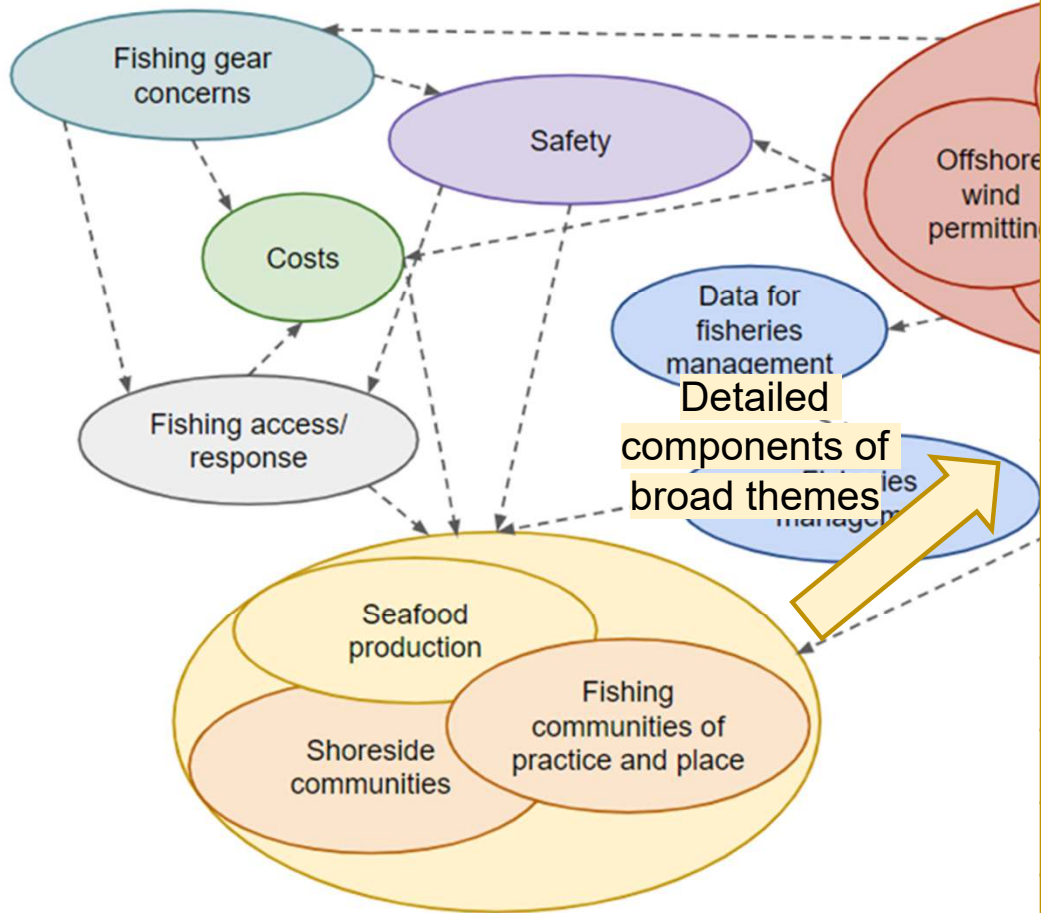 Fishing gear
concerns
Safety
Offshore
wind
permitting
Costs
Data for
fisheries
management
Detailed
components of
broad themes
Fishing access/
response
Seafood
production
Fishing
communities of
practice and place
Shoreside
communities